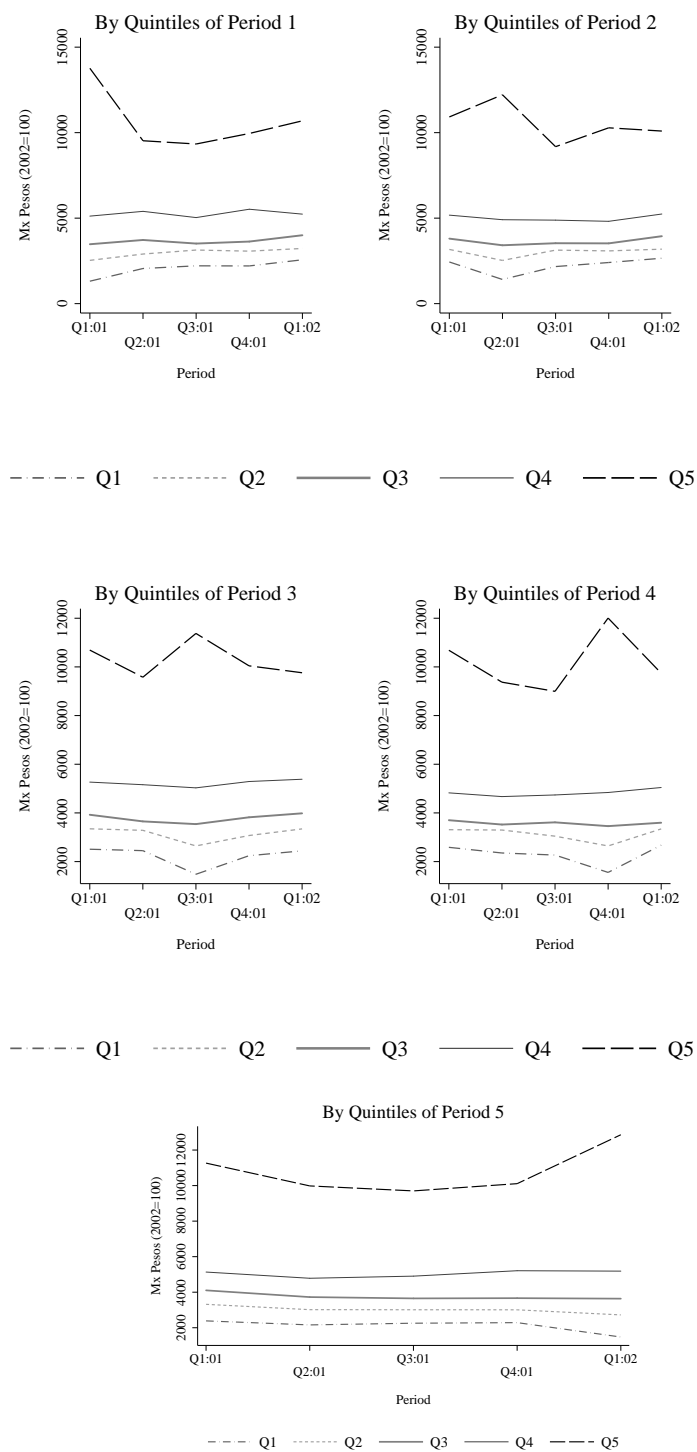 By Quintiles of Period 1
Mx Pesos (2002=100)
15000
10000
5000
0
Q1:01 Q2:01 Q3:01 Q4:01 Q1:02
Period
By Quintiles of Period 2
Mx Pesos (2002=100)
15000
10000
5000
0
Q1:01 Q2:01 Q3:01 Q4:01 Q1:02
Period
Q1 Q2 Q3 Q4 Q5
By Quintiles of Period 3
Mx Pesos (2002=100)
12000
10000
8000
6000
4000
2000
Q1:01 Q2:01 Q3:01 Q4:01 Q1:02
Period
By Quintiles of Period 4
Mx Pesos (2002=100)
12000
10000
8000
6000
4000
2000
Q1:01 Q2:01 Q3:01 Q4:01 Q1:02
Period
Q1 Q2 Q3 Q4 Q5
By Quintiles of Period 5
Mx Pesos (2002=100)
12000
10000
8000
6000
4000
2000
Q1:01 Q2:01 Q3:01 Q4:01 Q1:02
Period
Q1 Q2 Q3 Q4 Q5